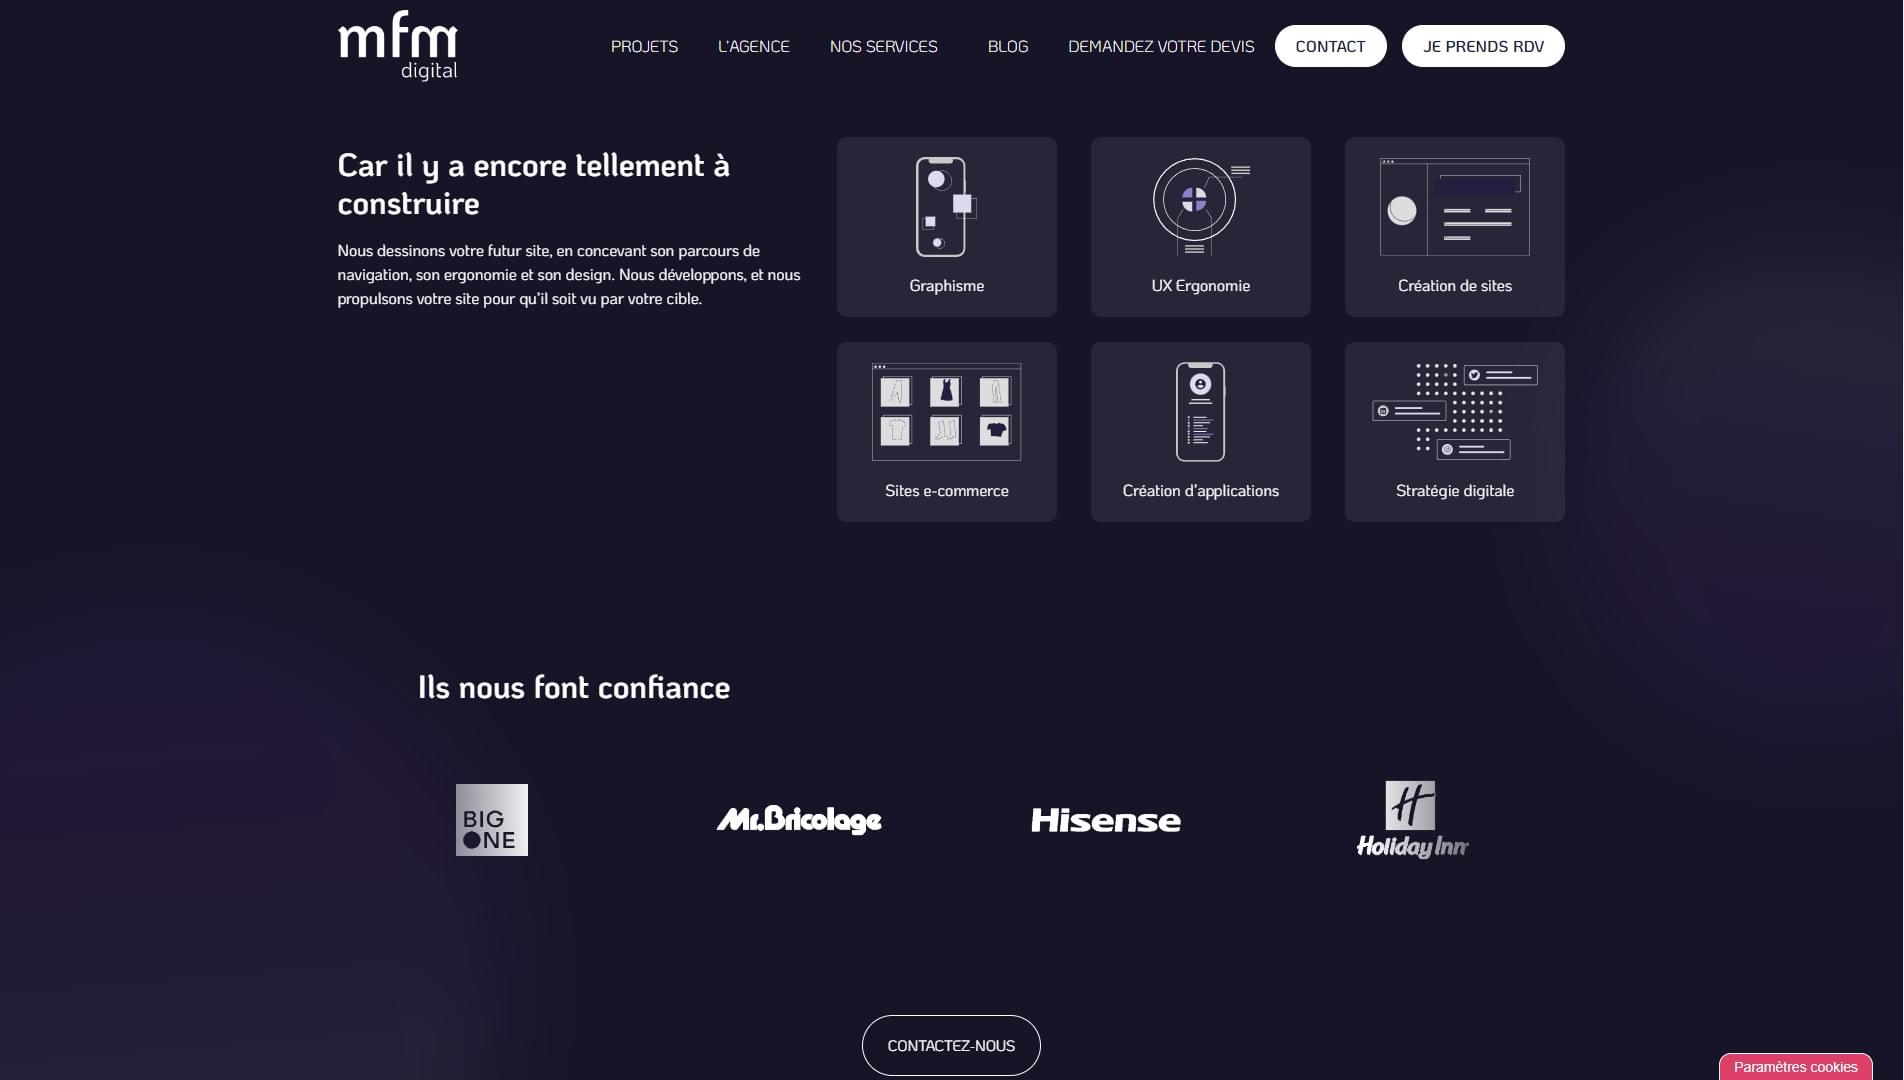 mfm
digital
PROJETS
L'AGENCE
NOS SERVICES
BLOG
DEMANDEZ VOTRE DEVIS
CONTACT
JE PRENDS RDV
Car il y a encore tellement à
construire
Nous dessinons votre futur site, en concevant son parcours de
navigation, son ergonomie et son design. Nous développons, et nous
propulsons votre site pour qu'il soit vu par votre cible.
Graphisme
UX Ergonomie
Création de sites
Sites e-commerce
Création d'applications
Stratégie digitale
Ils nous font confiance
BIG
ONE
Mr.Bricolage
Hisense
H
Holiday Inn
CONTACTEZ-NOUS
Paramètres cookies